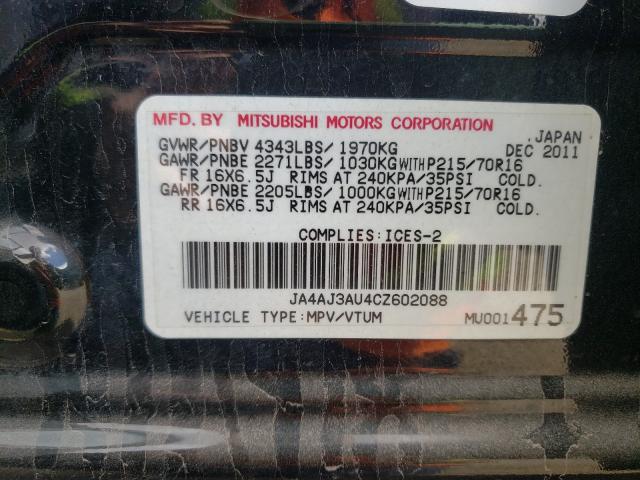 MFD. BY MITSUBISHI MOTORS CORPORATION
, JAPAN
GVWR/PNBV 4343LBS/1970KG DEC 2011
GAWR/PNBE 2271LBS/1030KG WITH P215/70R16
FR 16X6.5J RIMS AT 240KPA/35PSI COLD.
GAWR/PNBE 2205LBS/1000KG WITH P215/70R16
RR 16X6.5J RIMS AT 240KPA/35PSI COLD.
COMPLIES:ICES-2
JA4AJ3AU4CZ602088
VEHICLE TYPE:MPV/VTUM MU001475